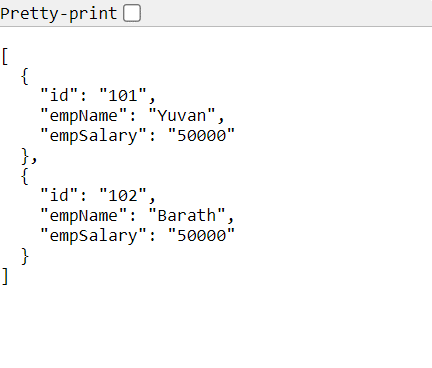 Pretty-print
[
  {
    "id": "101",
    "empName": "Yuvan",
    "empSalary": "50000"
  },
  {
    "id": "102",
    "empName": "Barath",
    "empSalary": "50000"
  }
]